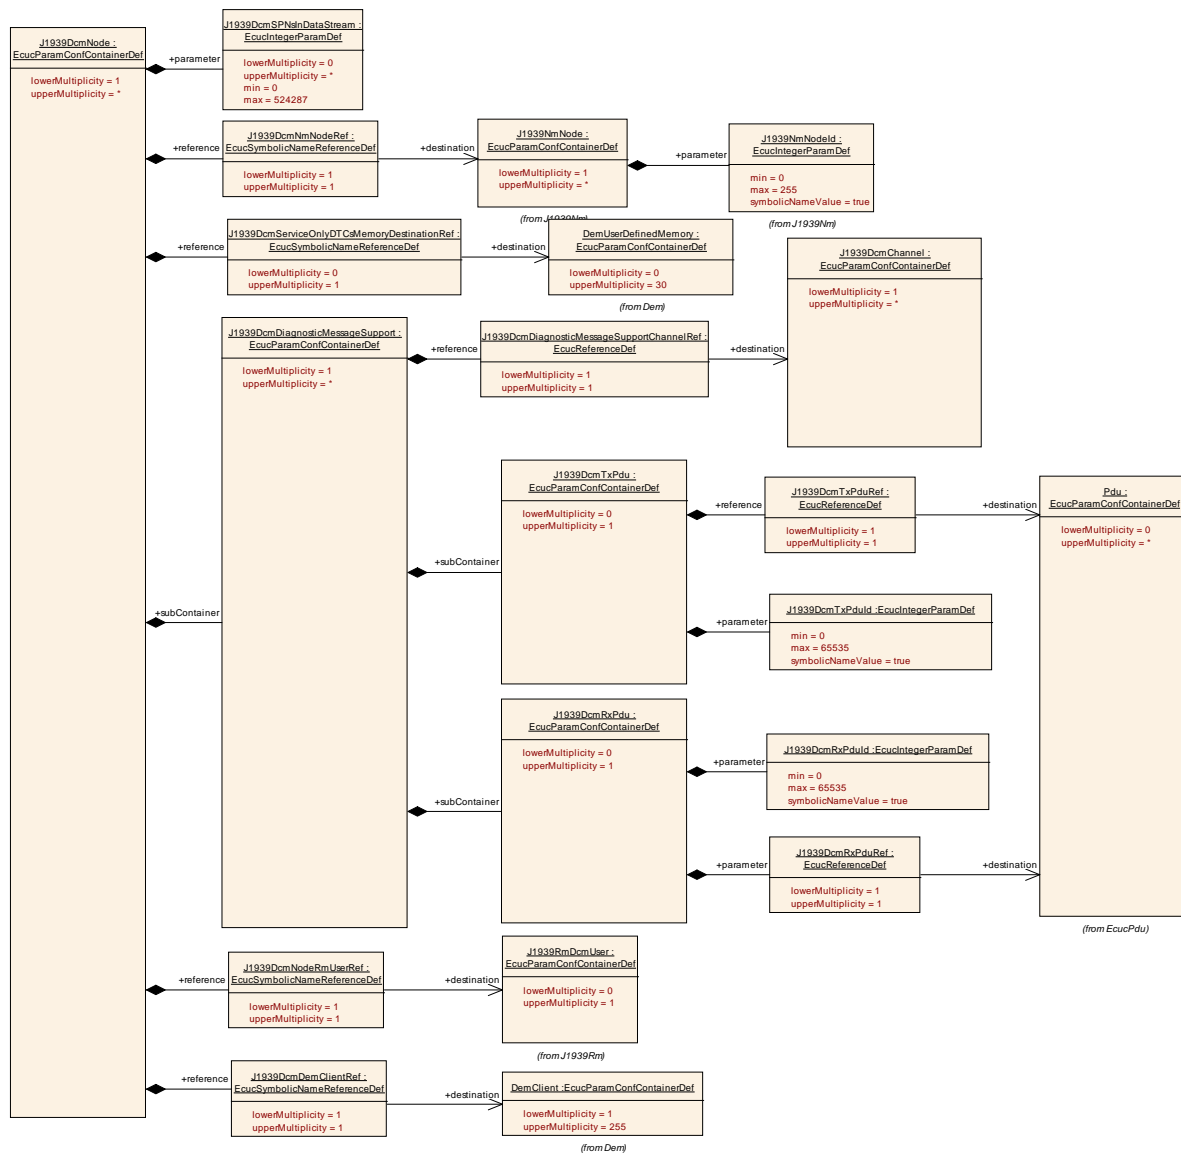 J1939DcmNode :
EcucParamConfContainerDef
lowerMultiplicity = 1
upperMultiplicity = *
+parameter
J1939DcmSPNsInDataStream :
EcucIntegerParamDef
lowerMultiplicity = 0
upperMultiplicity = *
min = 0
max = 524287
+reference
J1939DcmNmNodeRef :
EcucSymbolicNameReferenceDef
lowerMultiplicity = 1
upperMultiplicity = 1
+destination
J1939NmNode :
EcucParamConfContainerDef
lowerMultiplicity = 1
upperMultiplicity = *
(from J1939Nm)
+parameter
J1939NmNodeId :
EcucIntegerParamDef
min = 0
max = 255
symbolicNameValue = true
(from J1939Nm)
+reference
J1939DcmServiceOnlyDTCsMemoryDestinationRef :
EcucSymbolicNameReferenceDef
lowerMultiplicity = 0
upperMultiplicity = 1
+destination
DemUserDefinedMemory :
EcucParamConfContainerDef
lowerMultiplicity = 0
upperMultiplicity = 30
(from Dem)
J1939DcmChannel :
EcucParamConfContainerDef
lowerMultiplicity = 1
upperMultiplicity = *
+subContainer
J1939DcmDiagnosticMessageSupport :
EcucParamConfContainerDef
lowerMultiplicity = 1
upperMultiplicity = *
+reference
J1939DcmDiagnosticMessageSupportChannelRef :
EcucReferenceDef
lowerMultiplicity = 1
upperMultiplicity = 1
+destination
+subContainer
J1939DcmTxPdu :
EcucParamConfContainerDef
lowerMultiplicity = 0
upperMultiplicity = 1
+reference
J1939DcmTxPduRef :
EcucReferenceDef
lowerMultiplicity = 1
upperMultiplicity = 1
+destination
Pdu :
EcucParamConfContainerDef
lowerMultiplicity = 0
upperMultiplicity = *
(from EcucPdu)
+parameter
J1939DcmTxPduId :EcucIntegerParamDef
min = 0
max = 65535
symbolicNameValue = true
+subContainer
J1939DcmRxPdu :
EcucParamConfContainerDef
lowerMultiplicity = 0
upperMultiplicity = 1
+parameter
J1939DcmRxPduId :EcucIntegerParamDef
min = 0
max = 65535
symbolicNameValue = true
+parameter
J1939DcmRxPduRef :
EcucReferenceDef
lowerMultiplicity = 1
upperMultiplicity = 1
+destination
+reference
J1939DcmNodeRmUserRef :
EcucSymbolicNameReferenceDef
lowerMultiplicity = 1
upperMultiplicity = 1
+destination
J1939RmDcmUser :
EcucParamConfContainerDef
lowerMultiplicity = 0
upperMultiplicity = 1
(from J1939Rm)
+reference
J1939DcmDemClientRef :
EcucSymbolicNameReferenceDef
lowerMultiplicity = 1
upperMultiplicity = 1
+destination
DemClient :EcucParamConfContainerDef
lowerMultiplicity = 1
upperMultiplicity = 255
(from Dem)